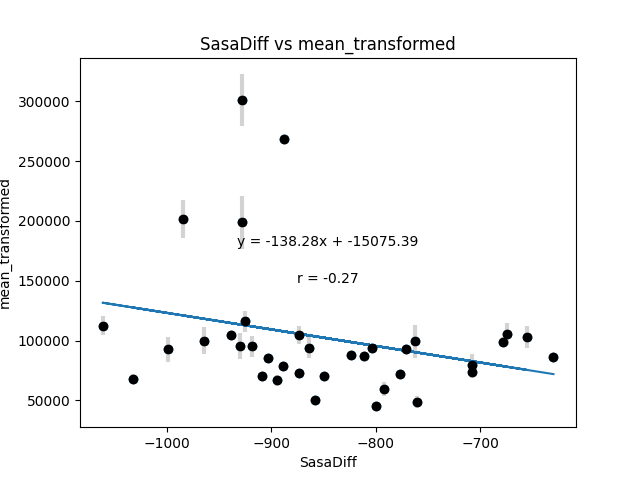 SasaDiff vs mean_transformed
300000
250000
200000
150000
100000
50000
mean_transformed
y = -138.28x + -15075.39
r = -0.27
−1000
−900
−800
−700
SasaDiff